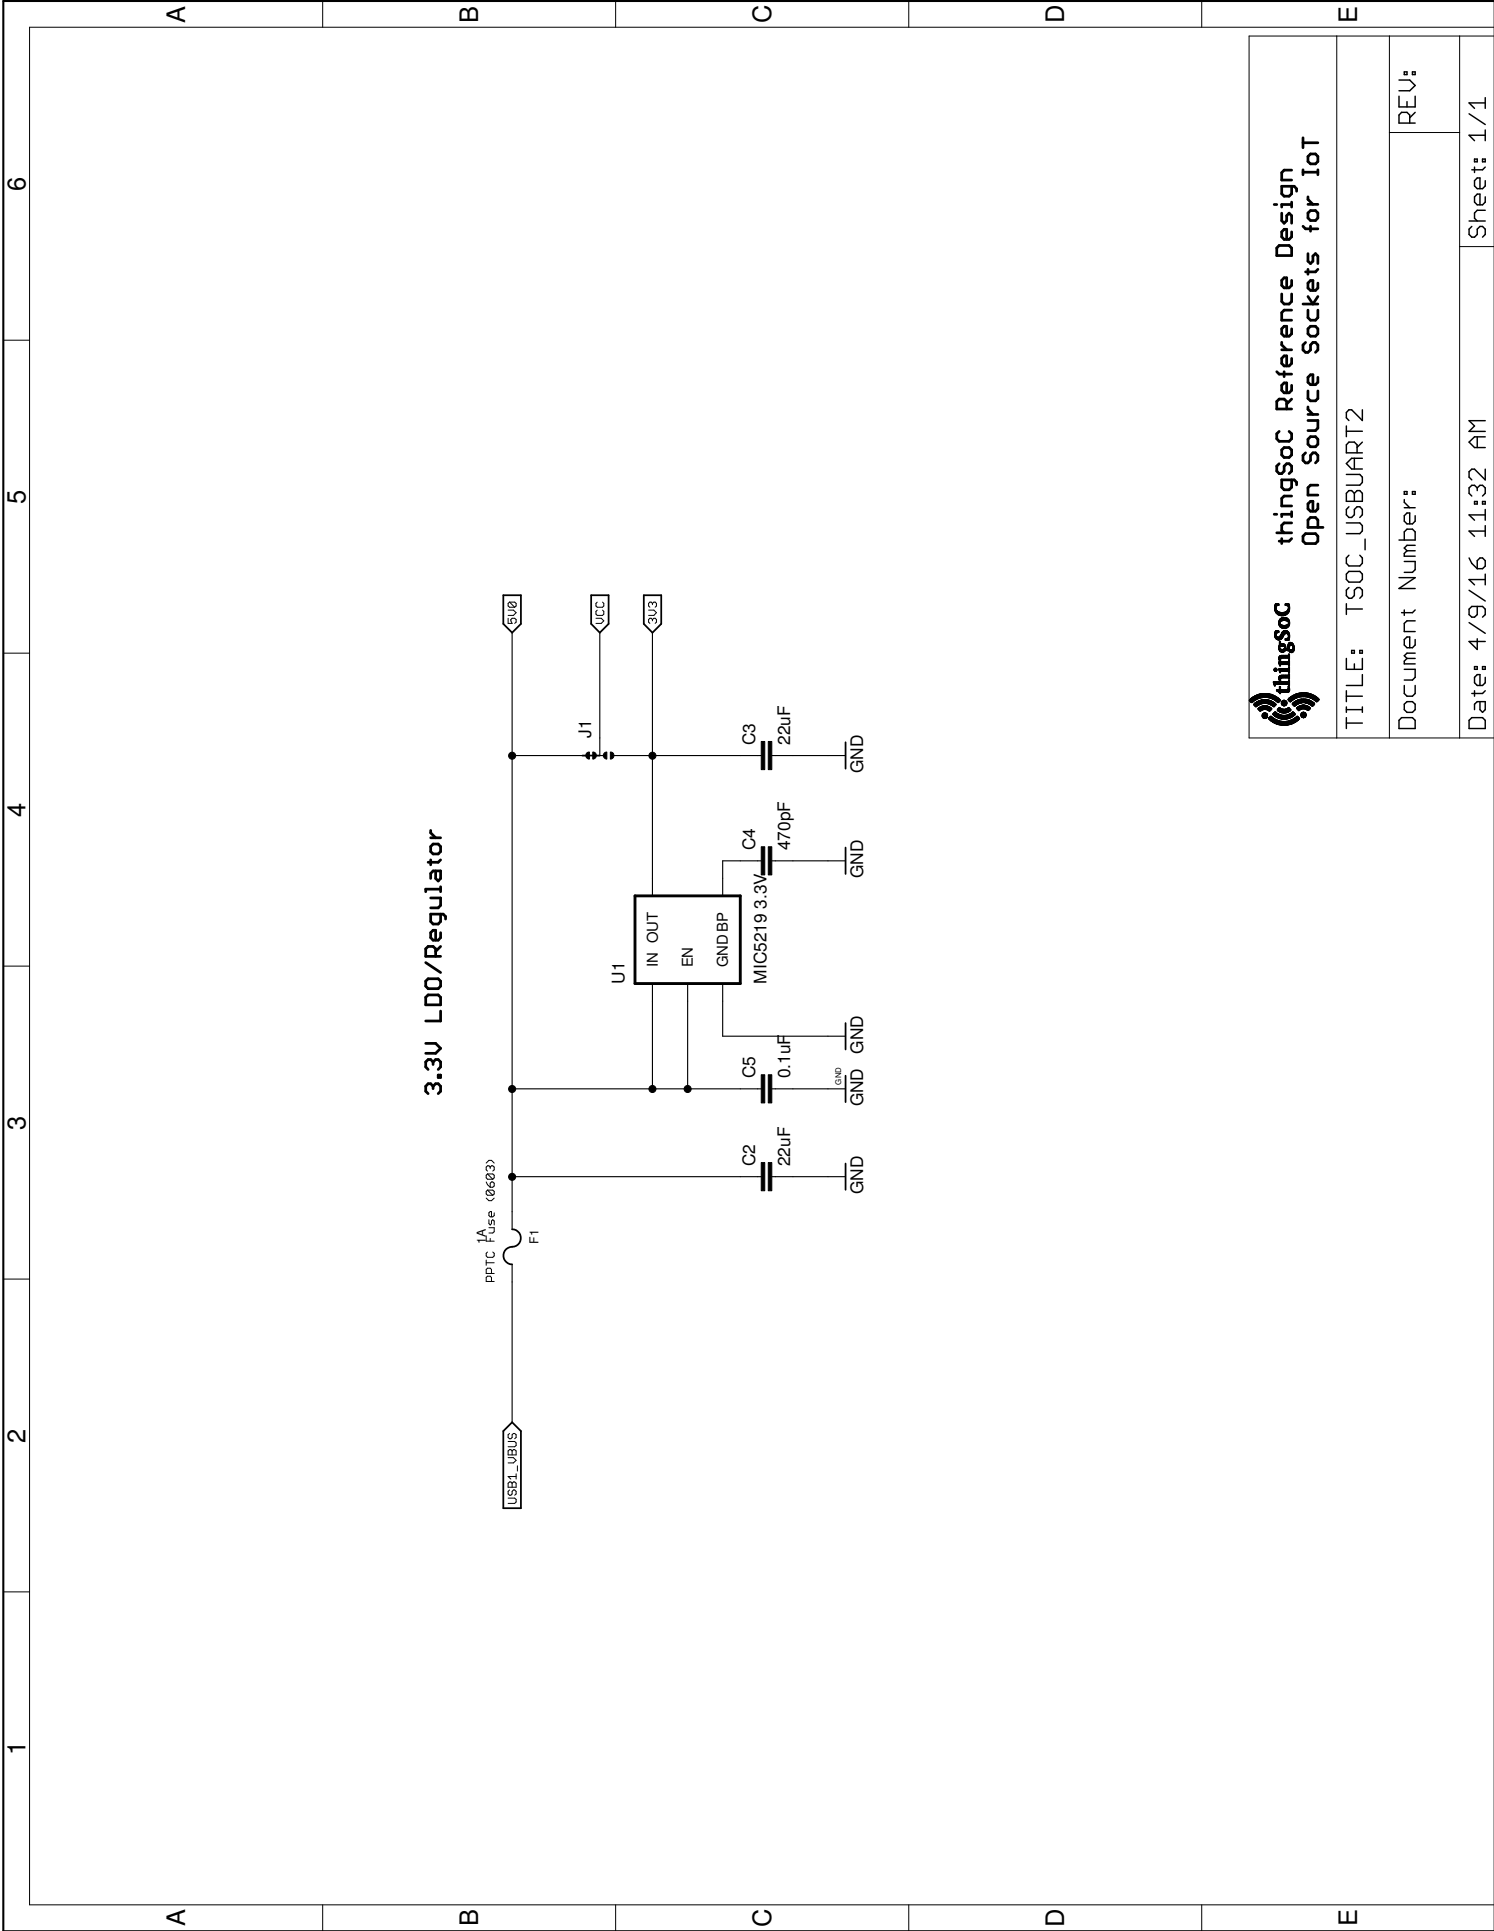 1
2
3
4
5
6
A
A
B
B
C
C
D
D
E
E
3.3V LDO/Regulator
USB1_VBUS
1A
PPTC Fuse (0603)
F1
5V0
VCC
3V3
J1
U1
IN OUT
EN
GND BP
MIC5219 3.3V
C2
22uF
GND
C5
0.1uF
GND
GND
GND
C4
470pF
GND
C3
22uF
GND
thingSoC
thingSoC Reference Design
Open Source Sockets for IoT
TITLE: TSOC_USBUART2
Document Number:
REV:
Date: 4/9/16 11:32 AM
Sheet: 1/1